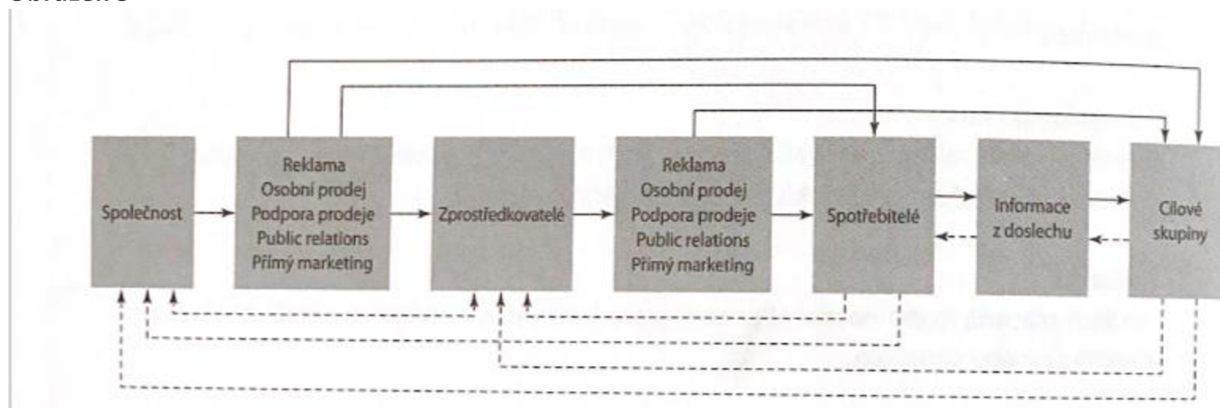 Obrázek
Společnost
Reklama
Osobní prodej
Podpora prodeje
Public relations
Přímý marketing
Zprostředkovatelé
Reklama
Osobní prodej
Podpora prodeje
Public relations
Přímý marketing
Spotřebitelé
Informace
z doslechu
Cílové
skupiny